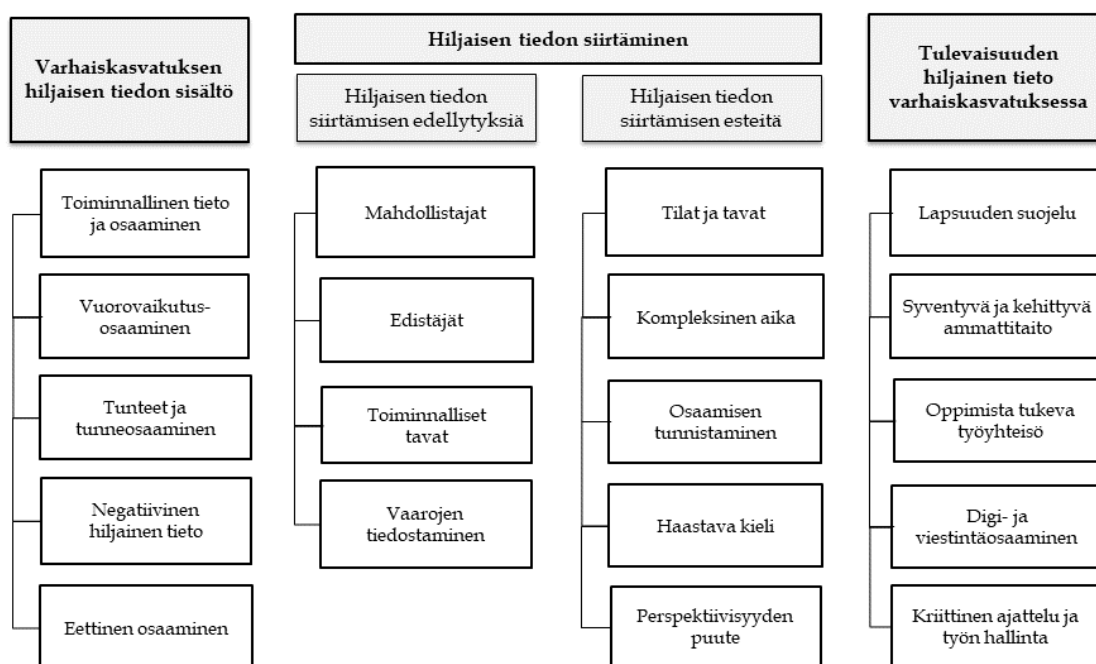 Varhaiskasvatuksen
hiljaisen tiedon sisältö
Toiminnallinen tieto
ja osaaminen
Vuorovaikutus-
osaaminen
Tunteet ja
tunneosaaminen
Negatiivinen
hiljainen tieto
Eettinen osaaminen
Hiljaisen tiedon siirtäminen
Hiljaisen tiedon
siirtämisen edellytyksiä
Mahdollistajat
Edistäjät
Toiminnalliset
tavat
Vaarojen
tiedostaminen
Hiljaisen tiedon
siirtämisen esteitä
Tilat ja tavat
Kompleksinen aika
Osaamisen
tunnistaminen
Haastava kieli
Perspektiivisyyden
puute
Tulevaisuuden
hiljainen tieto
varhaiskasvatuksessa
Lapsuuden suojelu
Syventyvä ja kehittyvä
ammattitaito
Oppimista tukeva
työyhteisö
Digi- ja
viestintäosaaminen
Kriittinen ajattelu ja
työn hallinta